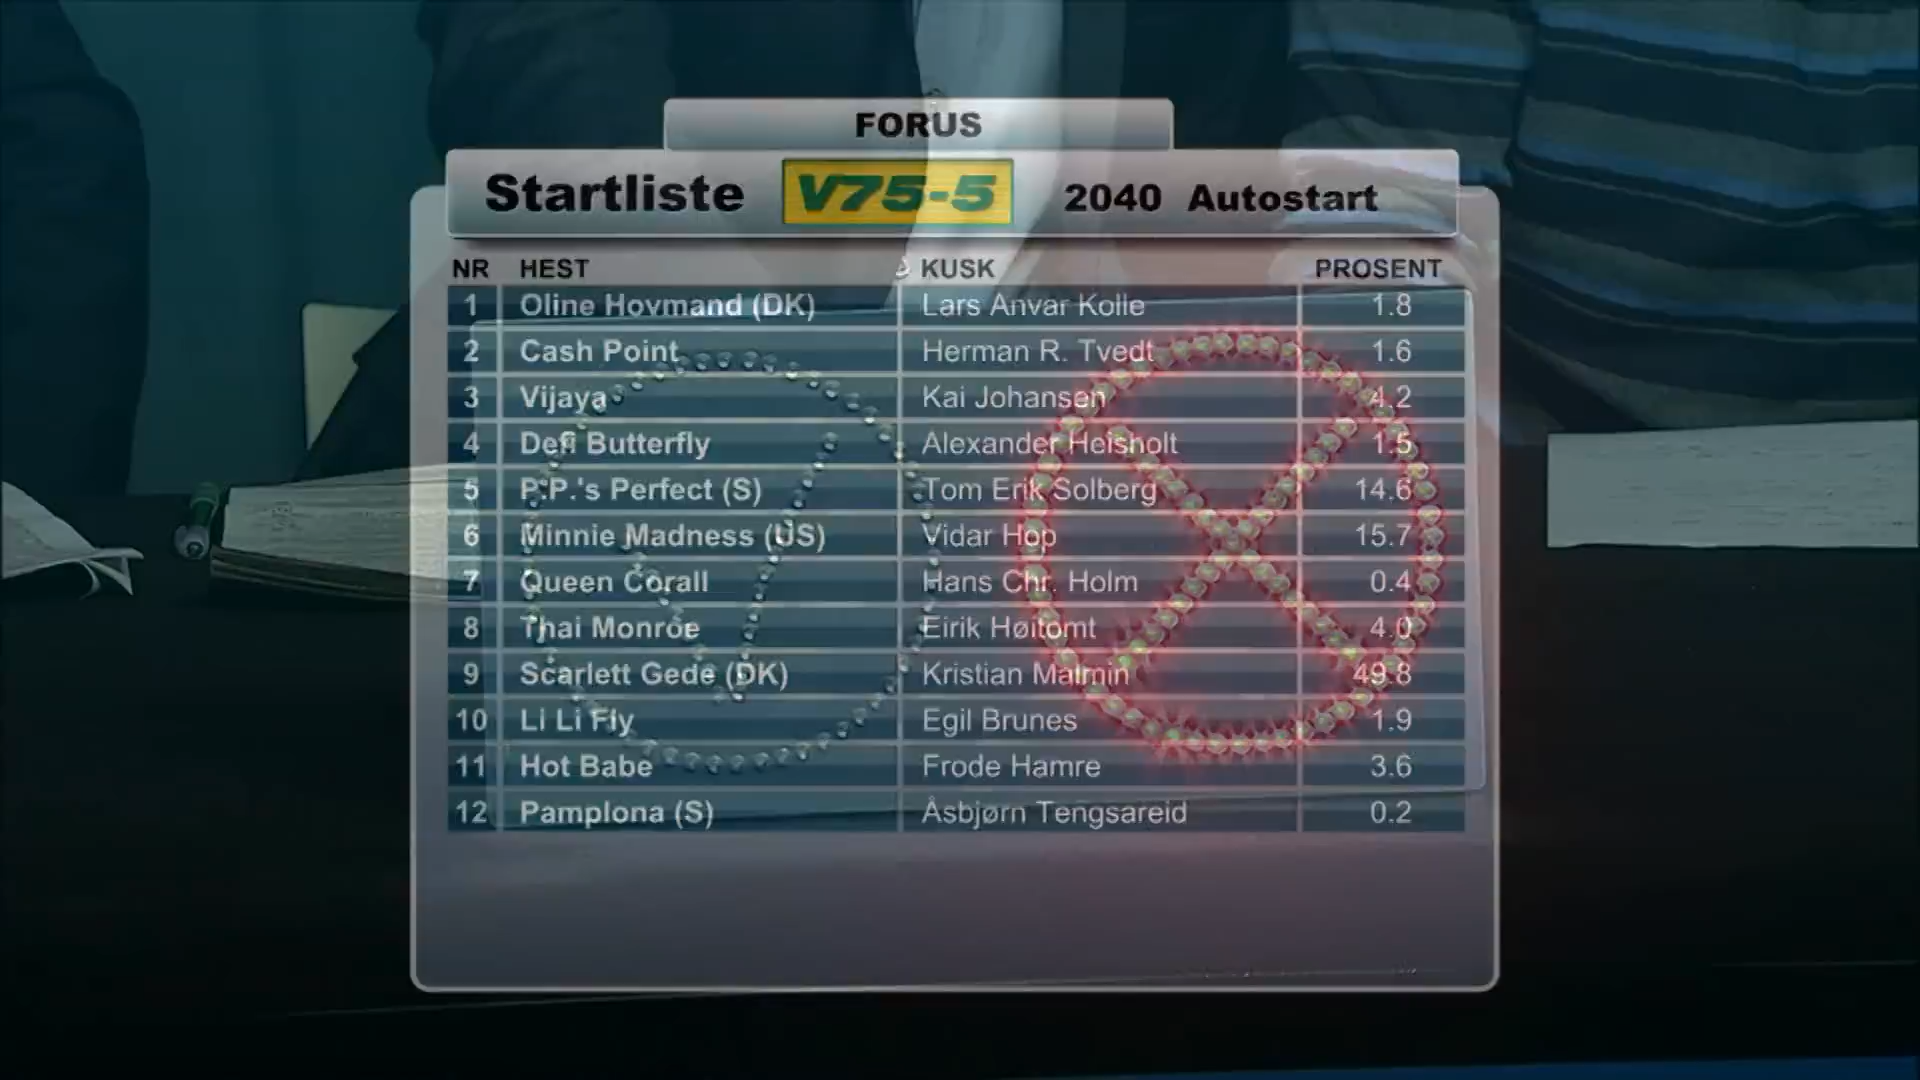 FORUS
Startliste V75-5 2040 Autostart
NR HEST KUSK PROSENT
1 Oline Hovmand (DK) Lars Anvar Kolle 1.8
2 Cash Point Herman R. Tvedt 1.6
3 Vijaya Kai Johansen 4.2
4 Defi Butterfly Alexander Heisholt 1.5
5 P.P.'s Perfect (S) Tom Erik Solberg 14.6
6 Minnie Madness (US) Vidar Hop 15.7
7 Queen Corall Hans Chr. Holm 0.4
8 Thai Monroe Eirik Høitomt 4.0
9 Scarlett Gede (DK) Kristian Malmin 49.8
10 Li Li Fly Egil Brunes 1.9
11 Hot Babe Frode Hamre 3.6
12 Pamplona (S) Åsbjørn Tengsareid 0.2